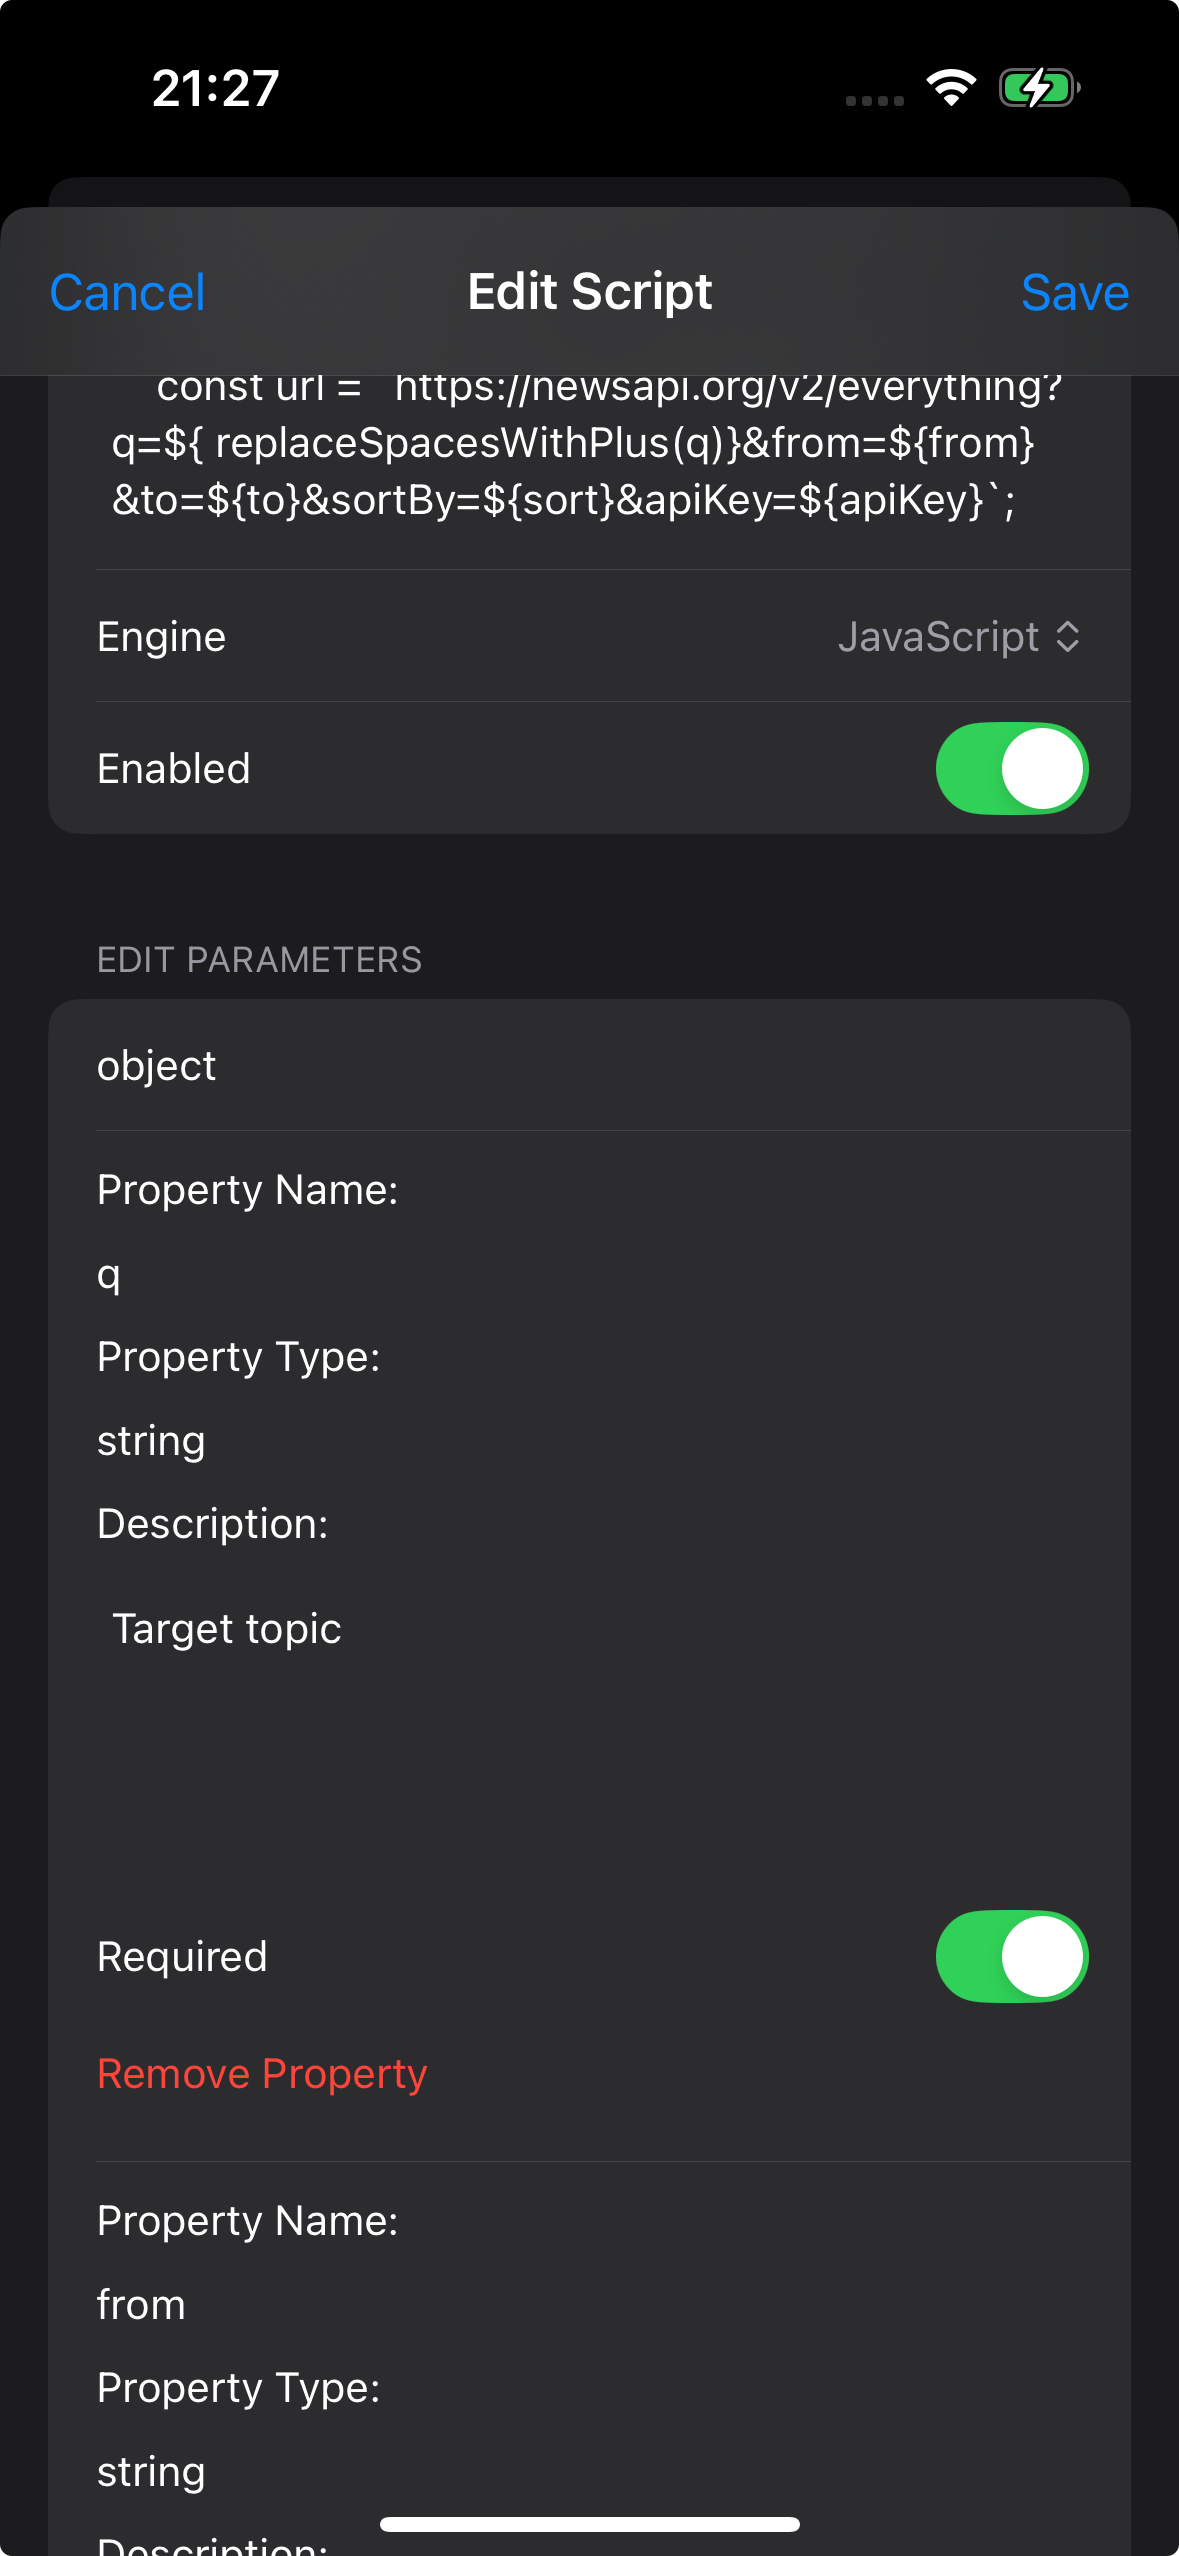 21:27
Cancel
Edit Script
Save
const url = `https://newsapi.org/v2/everything?
q=${ replaceSpacesWithPlus(q)}&from=${from}
&to=${to}&sortBy=${sort}&apiKey=${apiKey}`;
Engine
JavaScript
Enabled
EDIT PARAMETERS
object
Property Name:
q
Property Type:
string
Description:
Target topic
Required
Remove Property
Property Name:
from
Property Type:
string
Description: